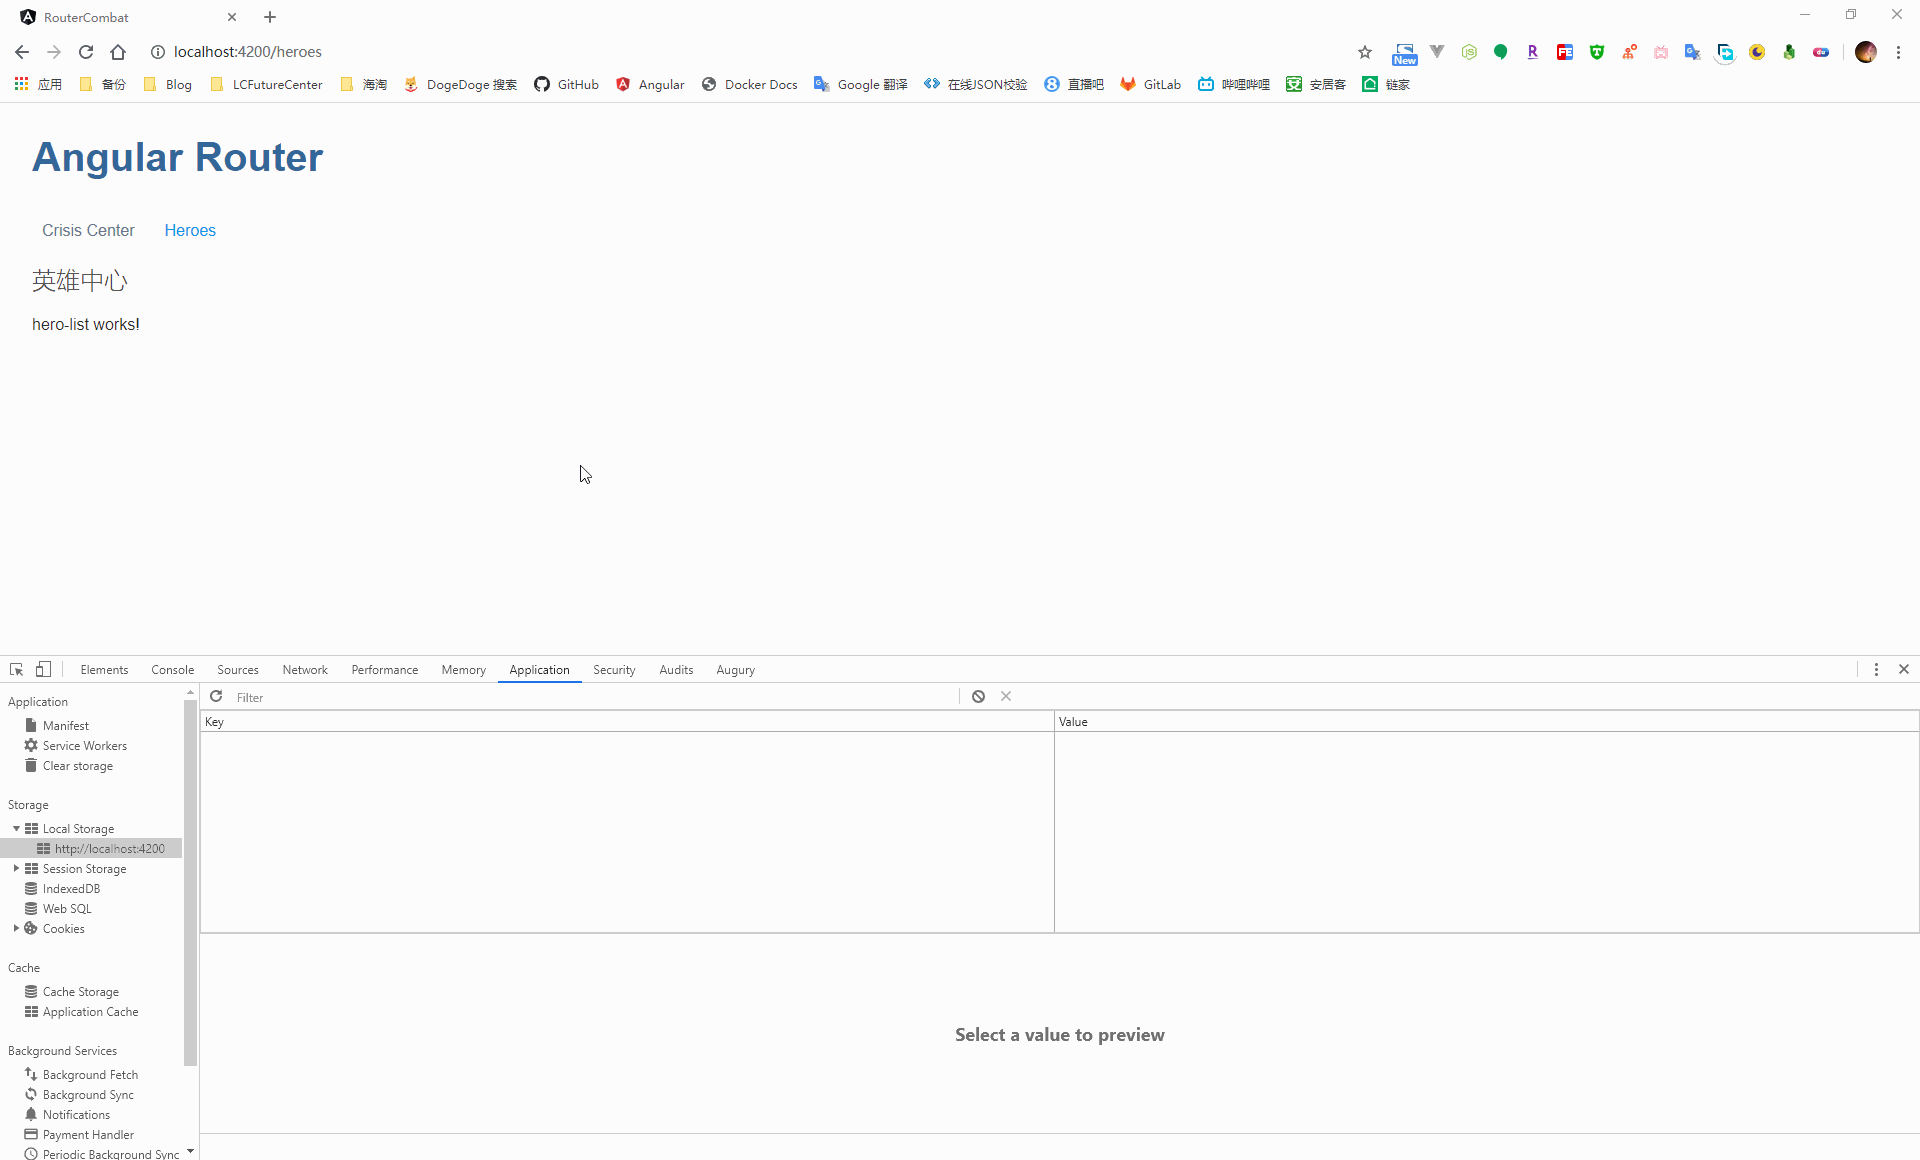 RouterCombat
localhost:4200/heroes
New
应用 备份 Blog LCFutureCenter 海淘 DogeDoge 搜索 GitHub Angular Docker Docs Google 翻译 在线JSON校验 直播吧 GitLab 哔哩哔哩 安居客 链家
Angular Router
Crisis Center Heroes
英雄中心
hero-list works!
Elements Console Sources Network Performance Memory Application Security Audits Augury
Application
Filter
Key Value
Manifest
Service Workers
Clear storage
Storage
Local Storage
http://localhost:4200
Session Storage
IndexedDB
Web SQL
Cookies
Cache
Cache Storage
Application Cache
Select a value to preview
Background Services
Background Fetch
Background Sync
Notifications
Payment Handler
Periodic Background Sync